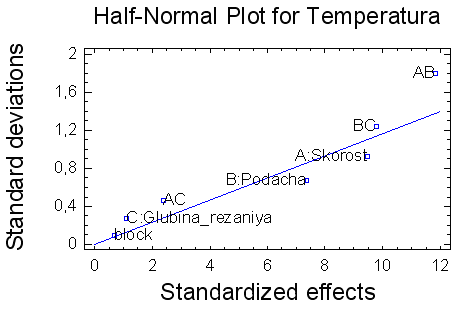 Half-Normal Plot for Temperatura
Standard deviations
2
1,6
1,2
0,8
0,4
0
AB
BC
A:Skorost
B:Podacha
AC
C:Glubina_rezaniya
block
0 2 4 6 8 10 12
Standardized effects